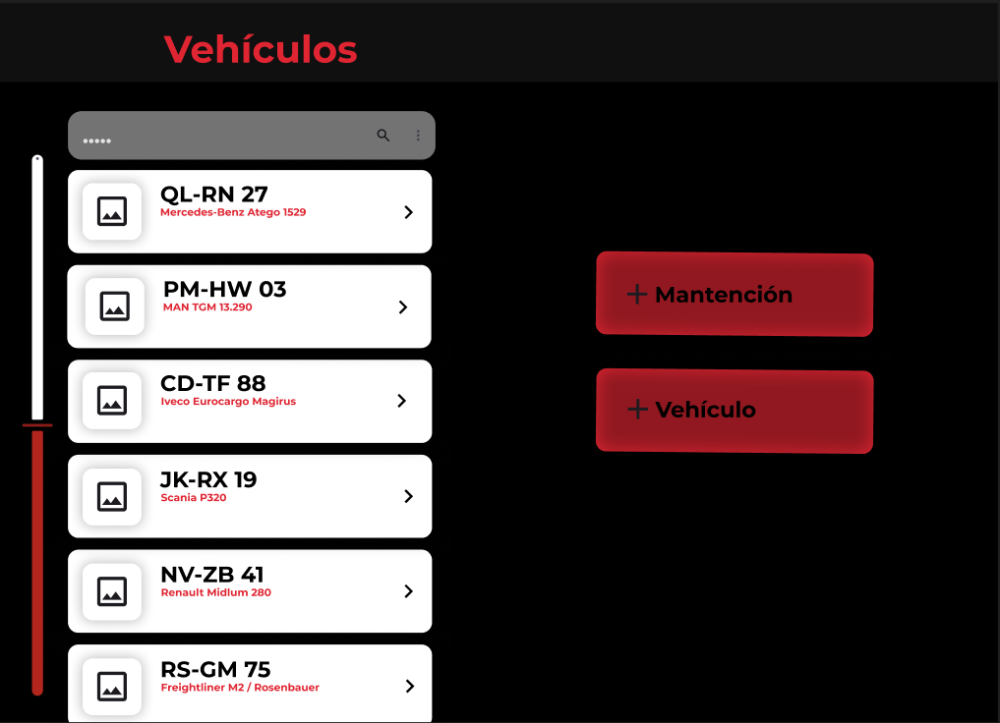 Vehículos
.....
QL-RN 27
Mercedes-Benz Atego 1529
PM-HW 03
MAN TGM 13.290
CD-TF 88
Iveco Eurocargo Magirus
JK-RX 19
Scania P320
NV-ZB 41
Renault Midlum 280
RS-GM 75
Freightliner M2 / Rosenbauer
+ Mantención
+ Vehículo